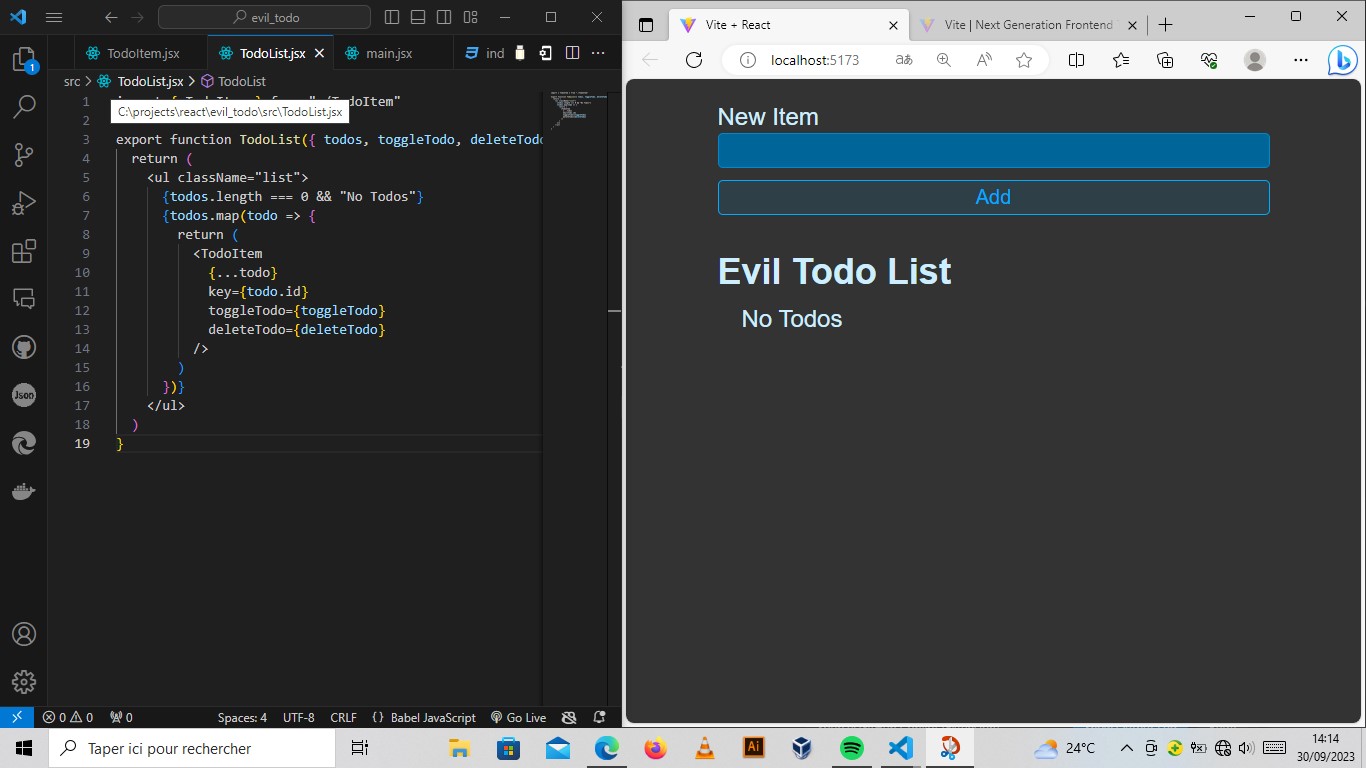 evil_todo
TodoItem.jsx
TodoList.jsx
main.jsx
ind
src > TodoList.jsx > TodoList
1
C:\projects\react\evil_todo\src\TodoList.jsx
2
3 export function TodoList({ todos, toggleTodo, deleteTodo
4 return (
5 <ul className="list">
6 {todos.length === 0 && "No Todos"}
7 {todos.map(todo => {
8 return (
9 <TodoItem
10 {...todo}
11 key={todo.id}
12 toggleTodo={toggleTodo}
13 deleteTodo={deleteTodo}
14 />
15 )
16 })}
17 </ul>
18 )
19 }
1
0 0 0 Spaces: 4 UTF-8 CRLF {} Babel JavaScript Go Live
Json
Vite + React
Vite | Next Generation Frontend
localhost:5173
New Item
Add
Evil Todo List
No Todos
Taper ici pour rechercher
Ai
24°C
14:14
30/09/2023